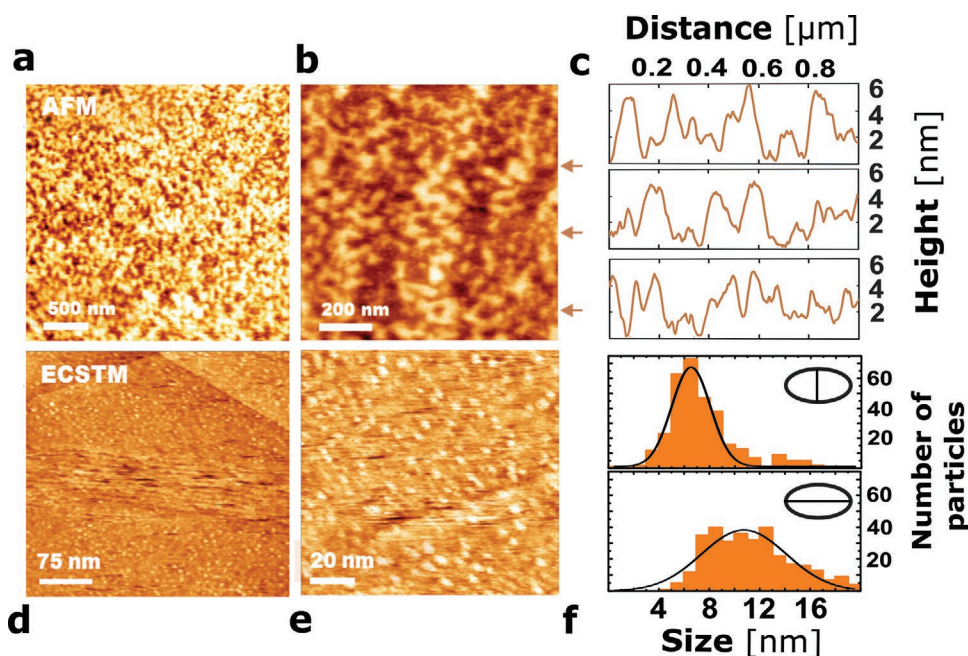 Distance [µm]
a
b
c
0.2 0.4 0.6 0.8
AFM
500 nm
200 nm
6
4
2
6
4
2
6
4
2
Height [nm]
ECSTM
75 nm
20 nm
60
40
20
60
40
20
Number of
particles
4 8 12 16
d
e
f
Size [nm]